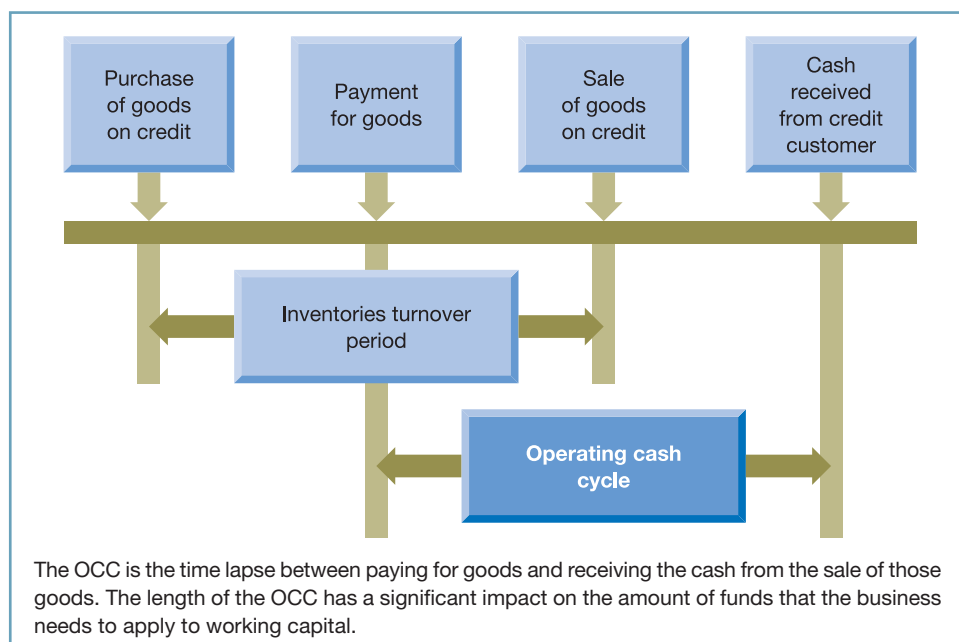 Purchase
of goods
on credit
Payment
for goods
Sale
of goods
on credit
Cash
received
from credit
customer
Inventories turnover
period
Operating cash
cycle
The OCC is the time lapse between paying for goods and receiving the cash from the sale of those
goods. The length of the OCC has a significant impact on the amount of funds that the business
needs to apply to working capital.